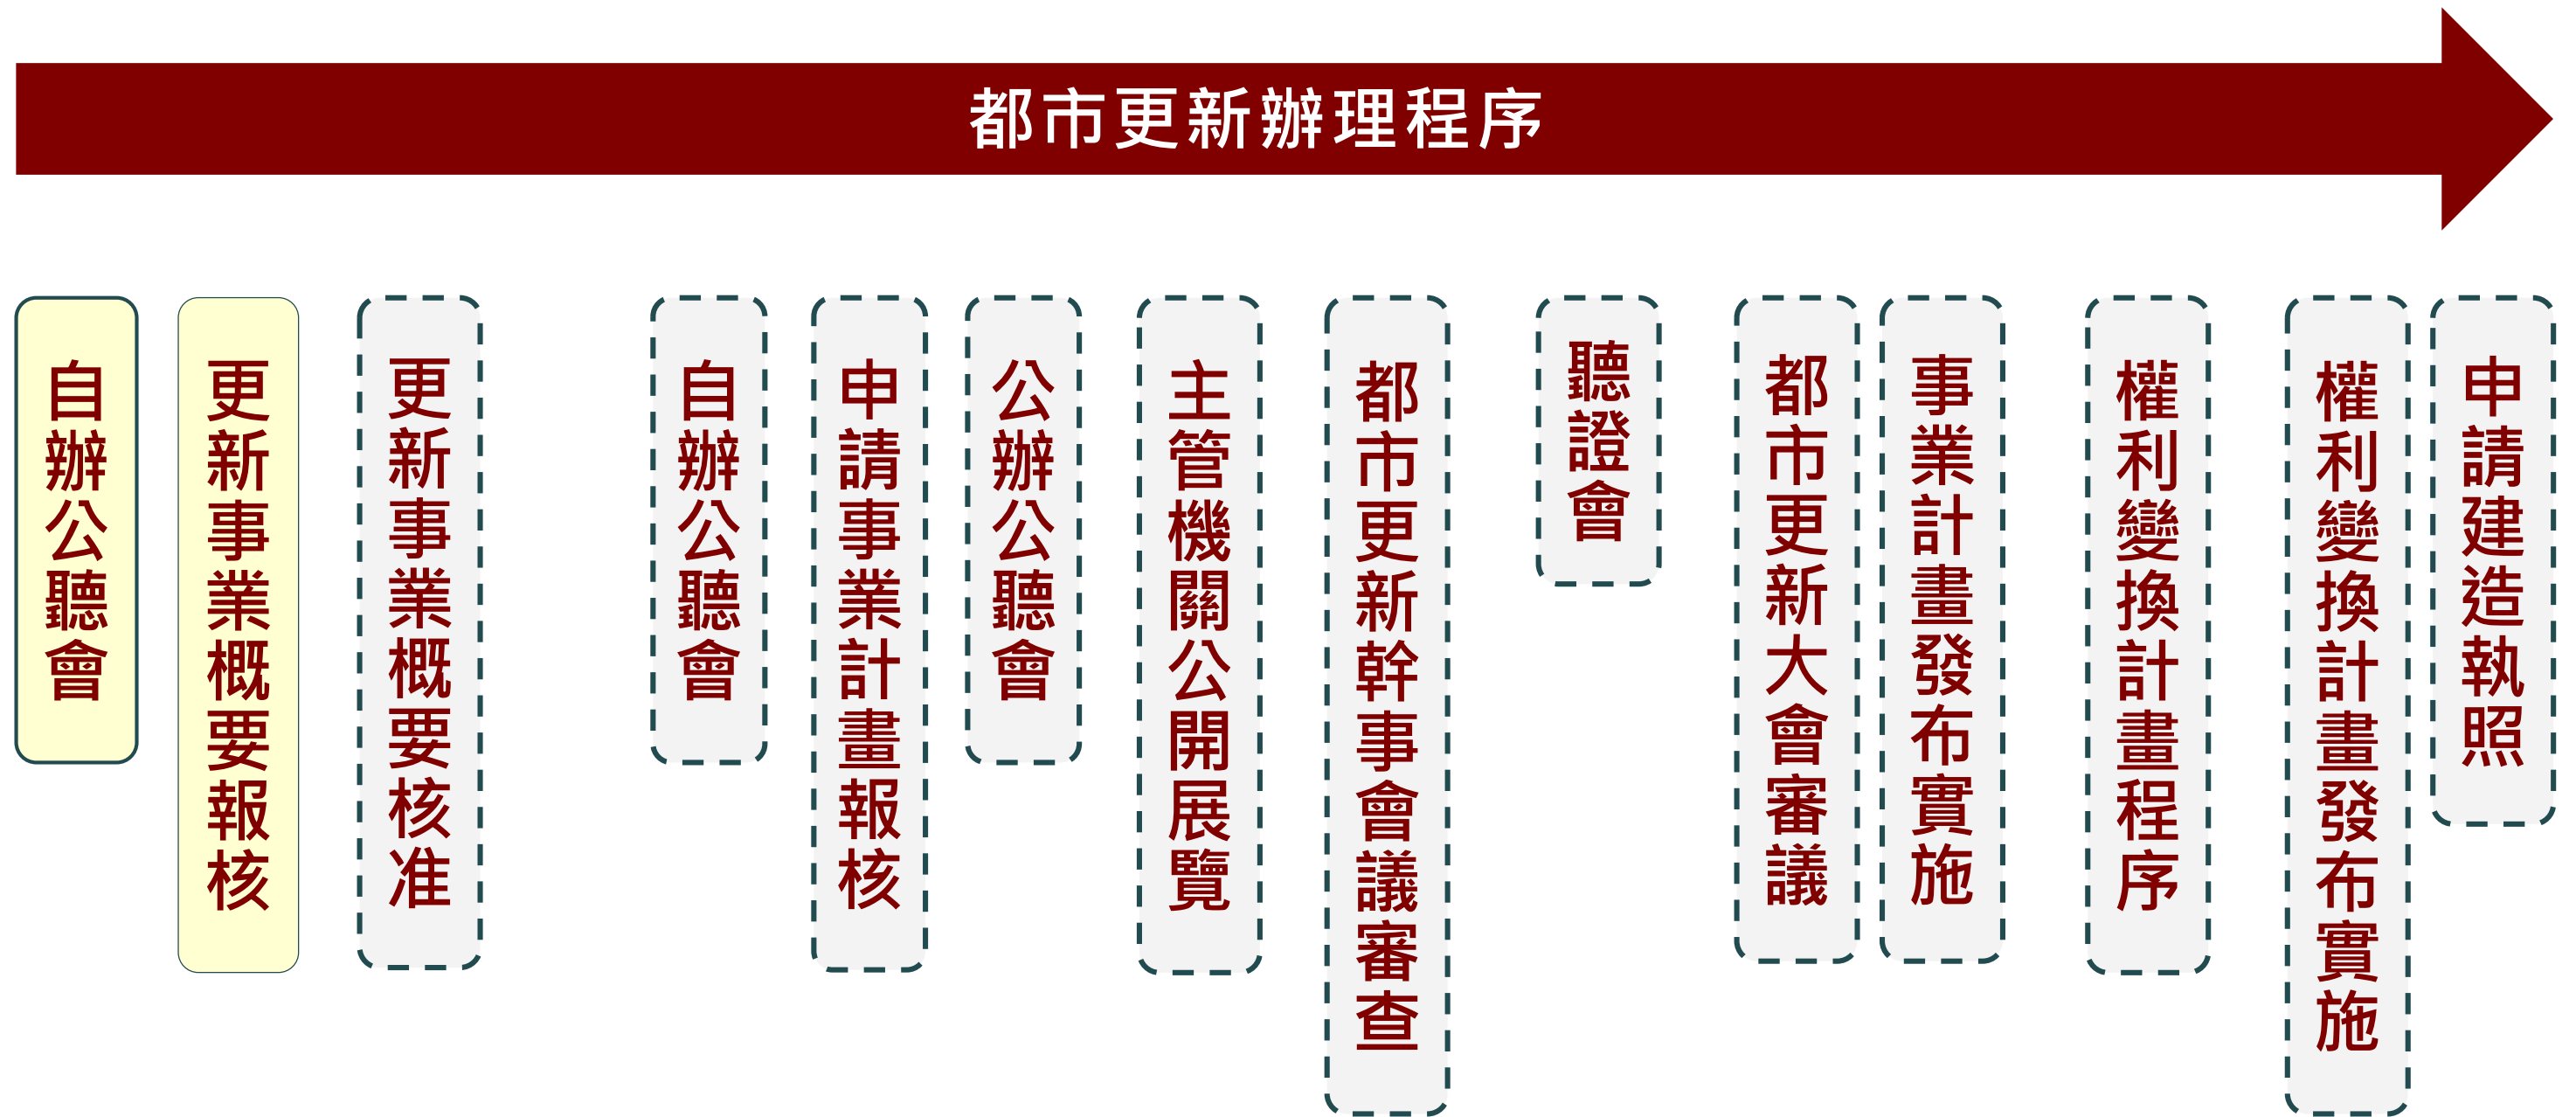 都市更新辦理程序
自辦公聽會
更新事業概要報核
更新事業概要核准
自辦公聽會
申請事業計畫報核
公辦公聽會
主管機關公開展覽
都市更新幹事會議審查
聽證會
都市更新大會審議
事業計畫發布實施
權利變換計畫程序
權利變換計畫發布實施
申請建造執照